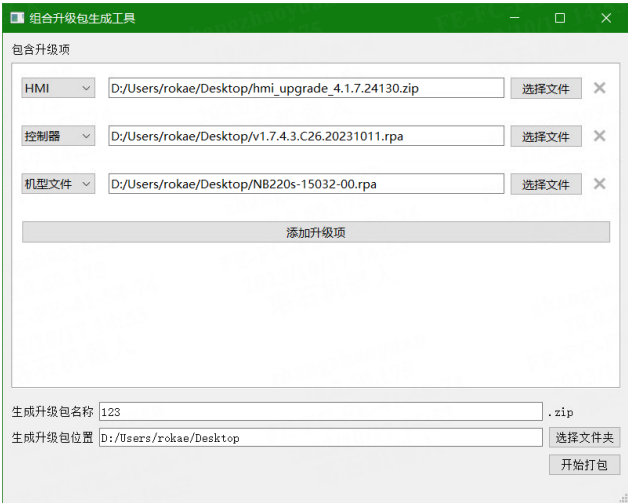 组合升级包生成工具
包含升级项
HMI D:/Users/rokae/Desktop/hmi_upgrade_4.1.7.24130.zip 选择文件
控制器 D:/Users/rokae/Desktop/v1.7.4.3.C26.20231011.rpa 选择文件
机型文件 D:/Users/rokae/Desktop/NB220s-15032-00.rpa 选择文件
添加升级项
生成升级包名称 123 .zip
生成升级包位置 D:/Users/rokae/Desktop 选择文件夹
开始打包